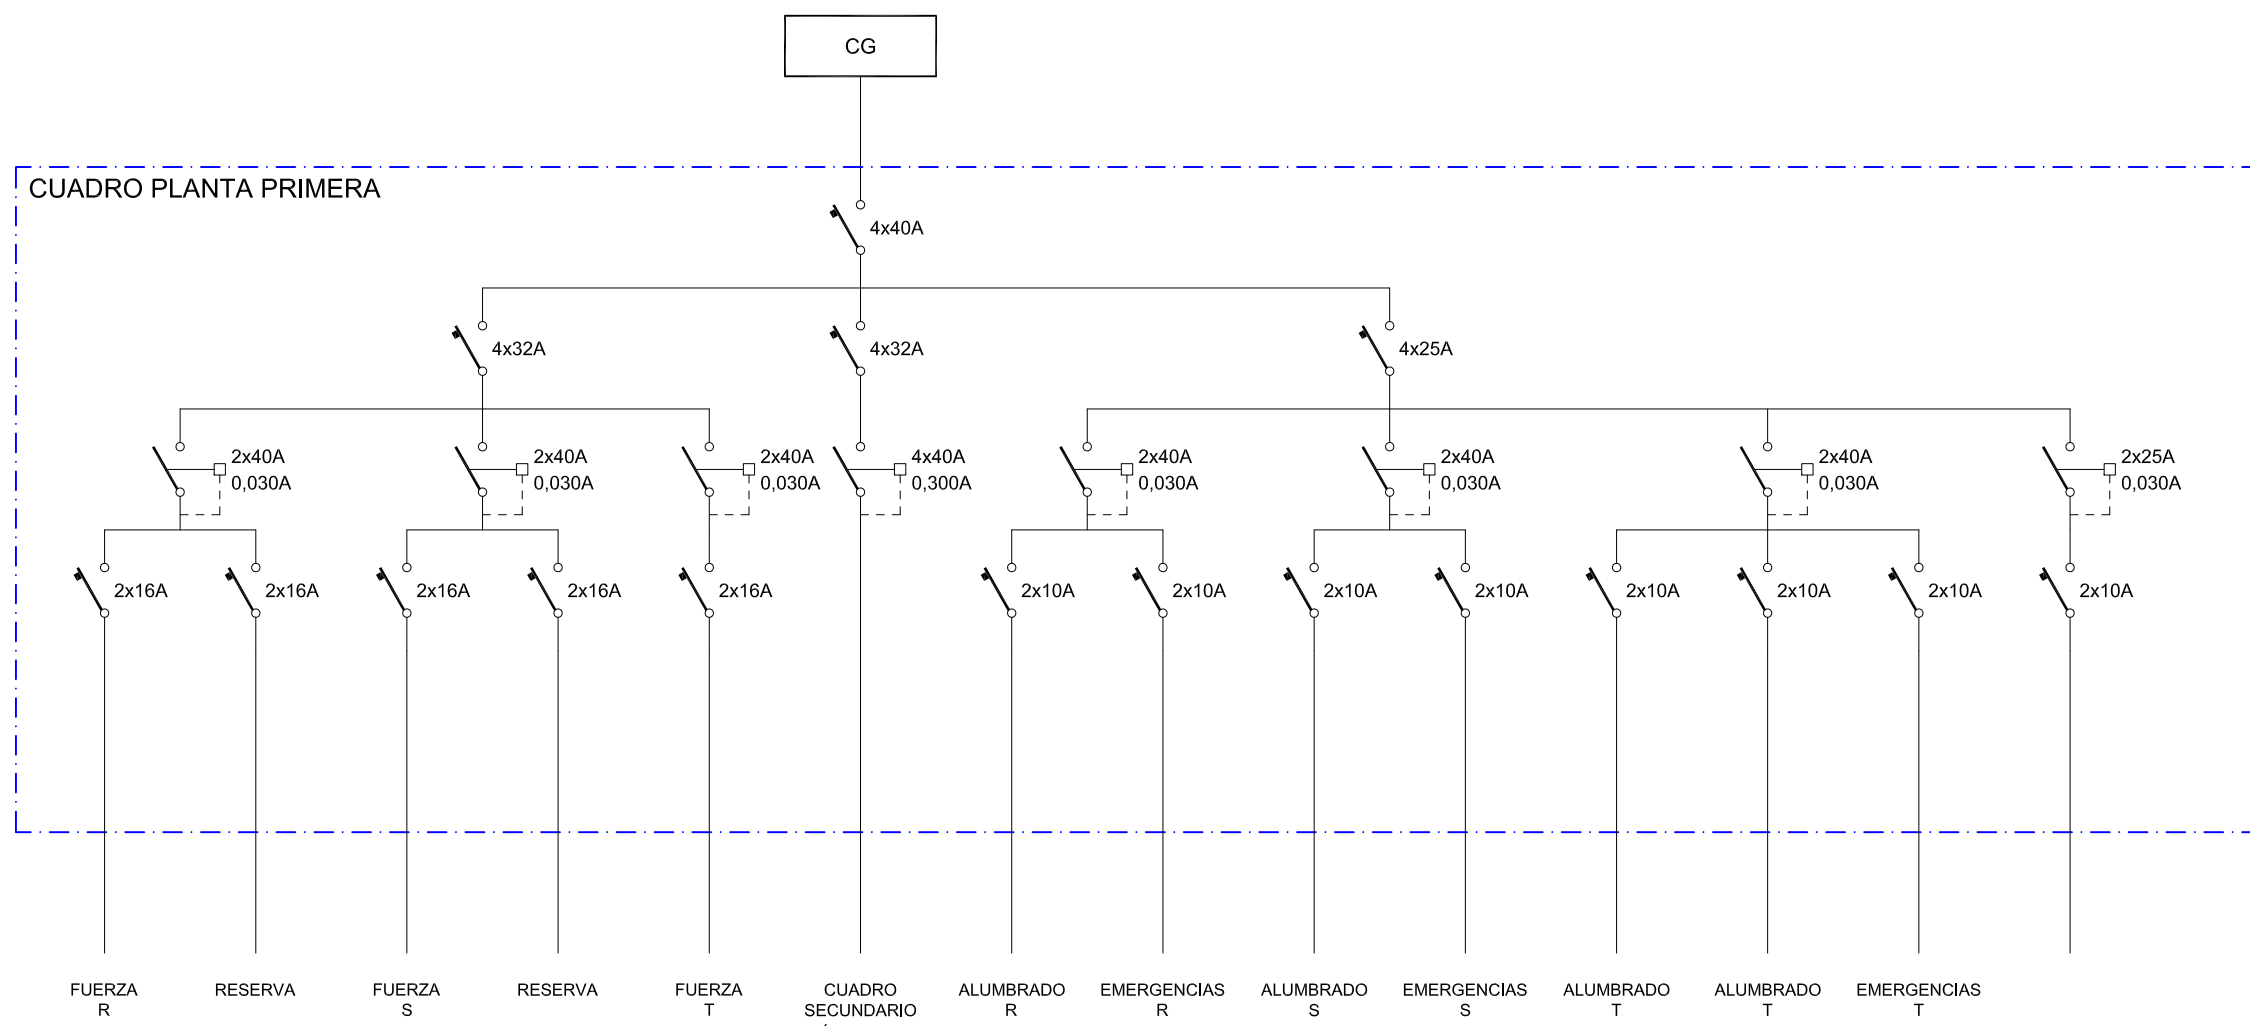 CG
CUADRO PLANTA PRIMERA
4x40A
4x32A
4x32A
4x25A
2x40A
0,030A
2x40A
0,030A
2x40A
0,030A
4x40A
0,300A
2x40A
0,030A
2x40A
0,030A
2x40A
0,030A
2x25A
0,030A
2x16A
2x16A
2x16A
2x16A
2x16A
2x10A
2x10A
2x10A
2x10A
2x10A
2x10A
2x10A
2x10A
FUERZA
R
RESERVA
FUERZA
S
RESERVA
FUERZA
T
CUADRO
SECUNDARIO
ALUMBRADO
R
EMERGENCIAS
R
ALUMBRADO
S
EMERGENCIAS
S
ALUMBRADO
T
ALUMBRADO
T
EMERGENCIAS
T